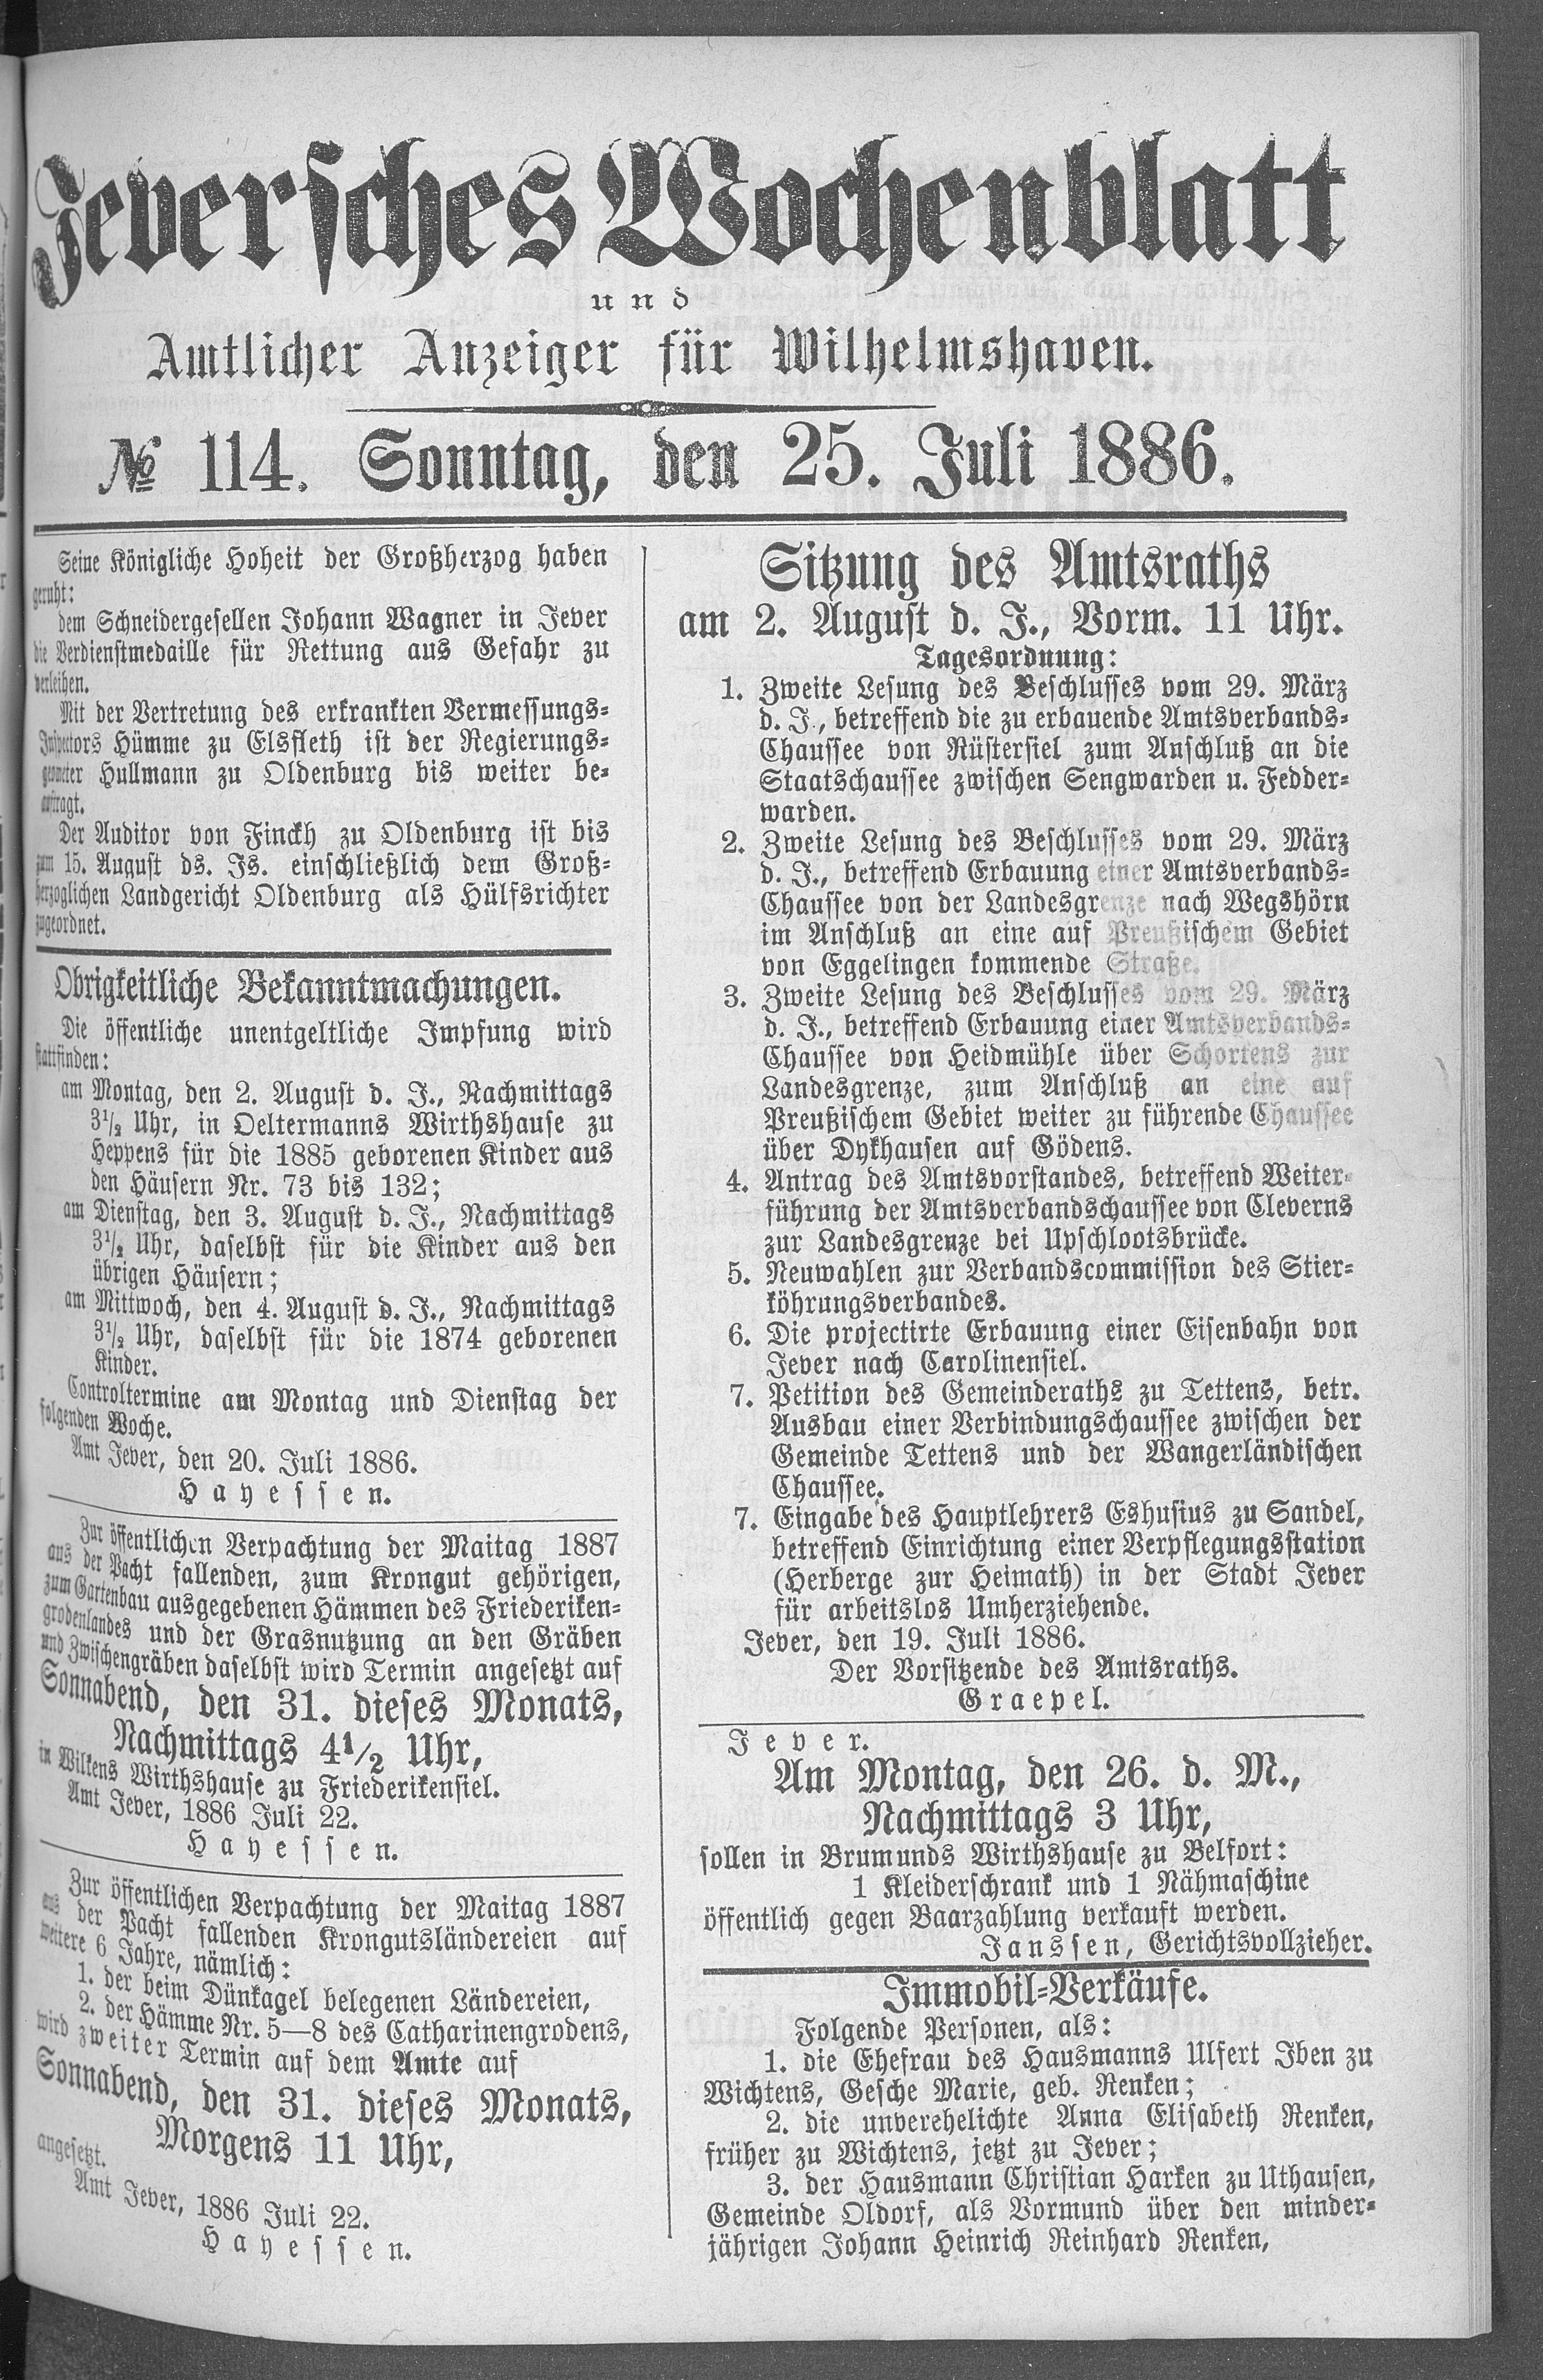 Jeversches Wochenblatt
und
Amtlicher Anzeiger für Wilhelmshaven.
№ 114. Sonntag, den 25. Juli 1886.
Seine Königliche Hoheit der Großherzog haben
geruht:
dem Schneidergesellen Johann Wagner in Jever
die Verdienstmedaille für Rettung aus Gefahr zu
verleihen.
Mit der Vertretung des erkrankten Vermessungs-
Inspectors Hümme zu Elsfleth ist der Regierungs-
geometer Hullmann zu Oldenburg bis weiter be-
auftragt.
Der Auditor von Finckh zu Oldenburg ist bis
zum 15. August ds. Js. einschließlich dem Groß-
herzoglichen Landgericht Oldenburg als Hülfsrichter
zugeordnet.
Obrigkeitliche Bekanntmachungen.
Die öffentliche unentgeltliche Impfung wird
stattfinden:
am Montag, den 2. August d. J., Nachmittags
3½ Uhr, in Oeltermanns Wirthshause zu
Heppens für die 1885 geborenen Kinder aus
den Häusern Nr. 73 bis 132;
am Dienstag, den 3. August d. J., Nachmittags
3½ Uhr, daselbst für die Kinder aus den
übrigen Häusern;
am Mittwoch, den 4. August d. J., Nachmittags
3½ Uhr, daselbst für die 1874 geborenen
Kinder.
Controltermine am Montag und Dienstag der
folgenden Woche.
Amt Jever, den 20. Juli 1886.
Hayessen.
Zur öffentlichen Verpachtung der Maitag 1887
aus der Pacht fallenden, zum Krongut gehörigen,
zum Gartenbau ausgegebenen Hämmen des Friederiken-
grodenlandes und der Grasnutzung an den Gräben
und Zwischengräben daselbst wird Termin angesetzt auf
Sonnabend, den 31. dieses Monats,
Nachmittags 4½ Uhr,
in Wilkens Wirthshause zu Friederikensiel.
Amt Jever, 1886 Juli 22.
Hayessen.
Zur öffentlichen Verpachtung der Maitag 1887
aus der Pacht fallenden Krongutsländereien auf
weitere 6 Jahre, nämlich:
1. der beim Dünkagel belegenen Ländereien,
2. der Hämme Nr. 5—8 des Catharinengrodens,
wird zweiter Termin auf dem Amte auf
Sonnabend, den 31. dieses Monats,
Morgens 11 Uhr,
angesetzt.
Amt Jever, 1886 Juli 22.
Hayessen.
Sitzung des Amtsraths
am 2. August d. J., Vorm. 11 Uhr.
Tagesordnung:
1. Zweite Lesung des Beschlusses vom 29. März
d. J., betreffend die zu erbauende Amtsverbands-
Chaussee von Rüstersiel zum Anschluß an die
Staatschaussee zwischen Sengwarden u. Fedder-
warden.
2. Zweite Lesung des Beschlusses vom 29. März
d. J., betreffend Erbauung einer Amtsverbands-
Chaussee von der Landesgrenze nach Wegshörn
im Anschluß an eine auf Preußischem Gebiet
von Eggelingen kommende Straße.
3. Zweite Lesung des Beschlusses vom 29. März
d. J., betreffend Erbauung einer Amtsverbands-
Chaussee von Heidmühle über Schortens zur
Landesgrenze, zum Anschluß an eine auf
Preußischem Gebiet weiter zu führende Chaussee
über Dykhausen auf Gödens.
4. Antrag des Amtsvorstandes, betreffend Weiter-
führung der Amtsverbandschaussee von Cleverns
zur Landesgrenze bei Upschlootsbrücke.
5. Neuwahlen zur Verbandscommission des Stier-
köhrungsverbandes.
6. Die projectirte Erbauung einer Eisenbahn von
Jever nach Carolinensiel.
7. Petition des Gemeinderaths zu Tettens, betr.
Ausbau einer Verbindungschaussee zwischen der
Gemeinde Tettens und der Wangerländischen
Chaussee.
7. Eingabe des Hauptlehrers Eshusius zu Sandel,
betreffend Einrichtung einer Verpflegungsstation
(Herberge zur Heimath) in der Stadt Jever
für arbeitslos Umherziehende.
Jever, den 19. Juli 1886.
Der Vorsitzende des Amtsraths.
Graepel.
Jever.
Am Montag, den 26. d. M.,
Nachmittags 3 Uhr,
sollen in Brumunds Wirthshause zu Belfort:
1 Kleiderschrank und 1 Nähmaschine
öffentlich gegen Baarzahlung verkauft werden.
Janssen, Gerichtsvollzieher.
Immobil-Verkäufe.
Folgende Personen, als:
1. die Ehefrau des Hausmanns Ulfert Iben zu
Wichtens, Gesche Marie, geb. Renken;
2. die unverehelichte Anna Elisabeth Renken,
früher zu Wichtens, jetzt zu Jever;
3. der Hausmann Christian Harken zu Uthausen,
Gemeinde Oldorf, als Vormund über den minder-
jährigen Johann Heinrich Reinhard Renken,